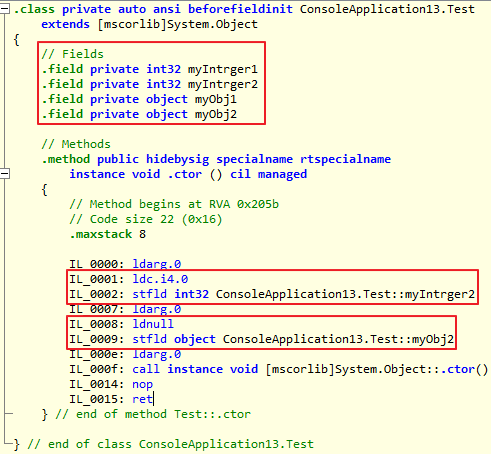 .class private auto ansi beforefieldinit ConsoleApplication13.Test
extends [mscorlib]System.Object
{
// Fields
.field private int32 myIntrger1
.field private int32 myIntrger2
.field private object myObj1
.field private object myObj2
// Methods
.method public hidebysig specialname rtspecialname
instance void .ctor () cil managed
{
// Method begins at RVA 0x205b
// Code size 22 (0x16)
.maxstack 8
IL_0000: ldarg.0
IL_0001: ldc.i4.0
IL_0002: stfld int32 ConsoleApplication13.Test::myIntrger2
IL_0007: ldarg.0
IL_0008: ldnull
IL_0009: stfld object ConsoleApplication13.Test::myObj2
IL_000e: ldarg.0
IL_000f: call instance void [mscorlib]System.Object::.ctor()
IL_0014: nop
IL_0015: ret
} // end of method Test::.ctor
} // end of class ConsoleApplication13.Test